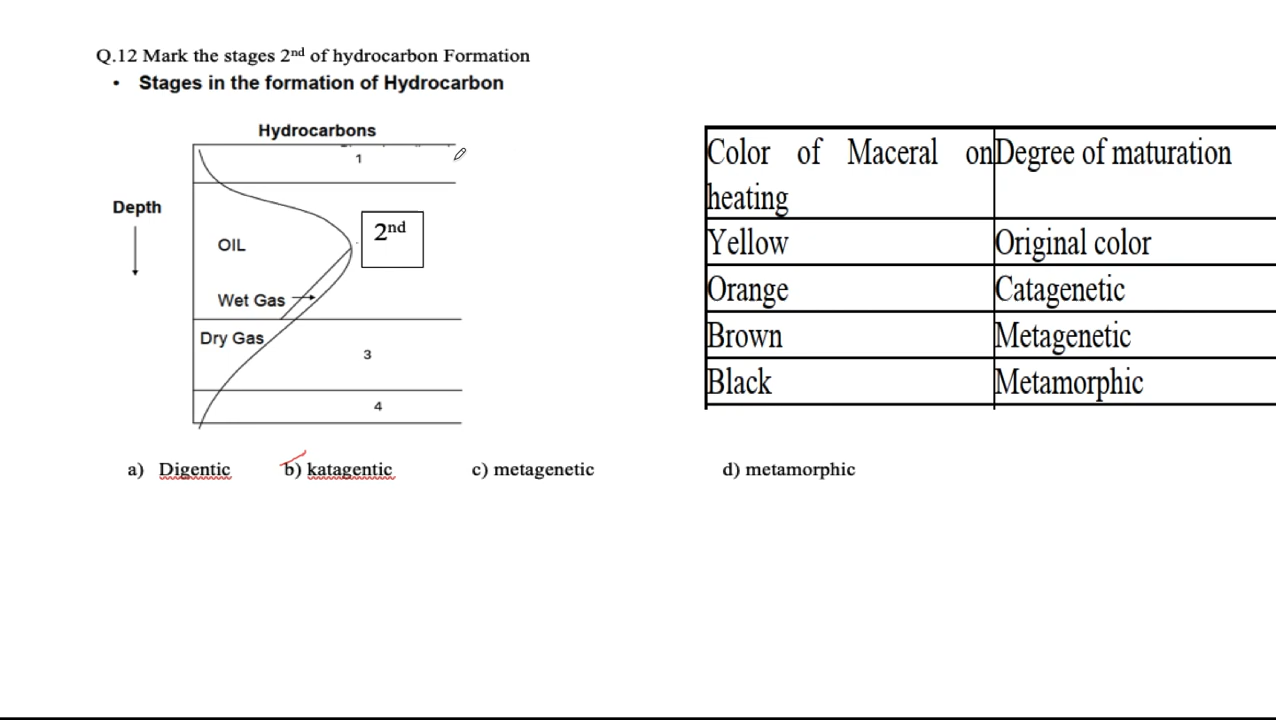 Q.12 Mark the stages 2nd of hydrocarbon Formation
• Stages in the formation of Hydrocarbon
Hydrocarbons
1
Depth
2nd
OIL
Wet Gas
Dry Gas
3
4
Color of Maceral on heating Degree of maturation
Yellow Original color
Orange Catagenetic
Brown Metagenetic
Black Metamorphic
a) Digentic b) katagentic c) metagenetic d) metamorphic